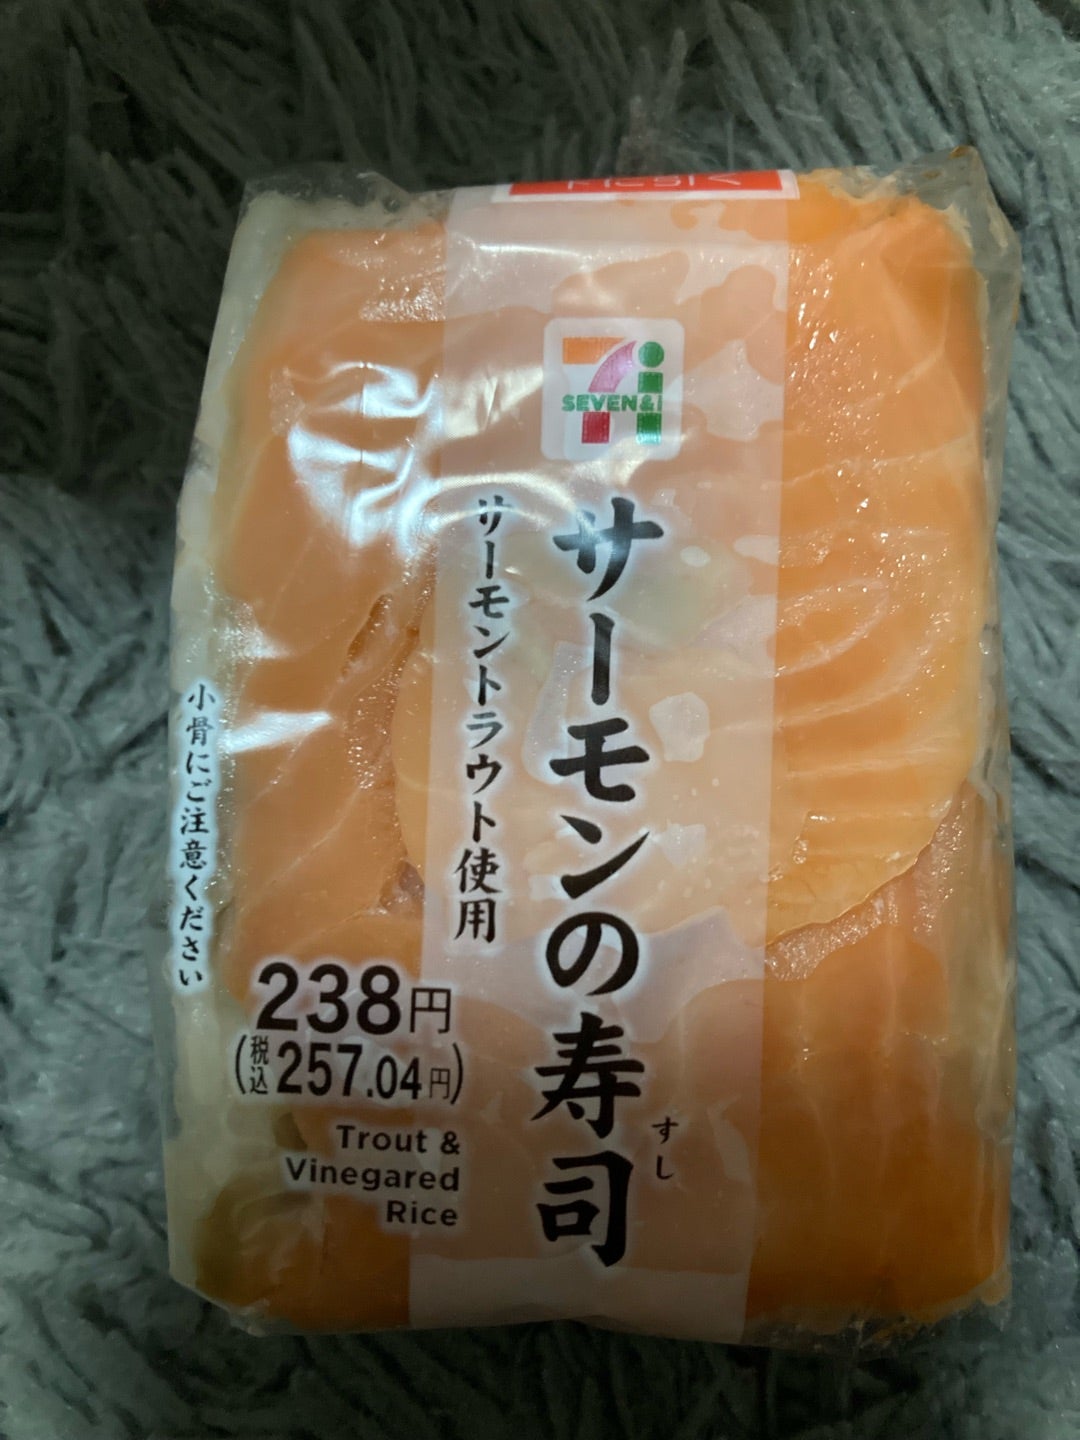 SEVEN&i
サーモンの寿司
すし
サーモントラウト使用
小骨にご注意ください
238円
(税込257.04円)
Trout &
Vinegared
Rice